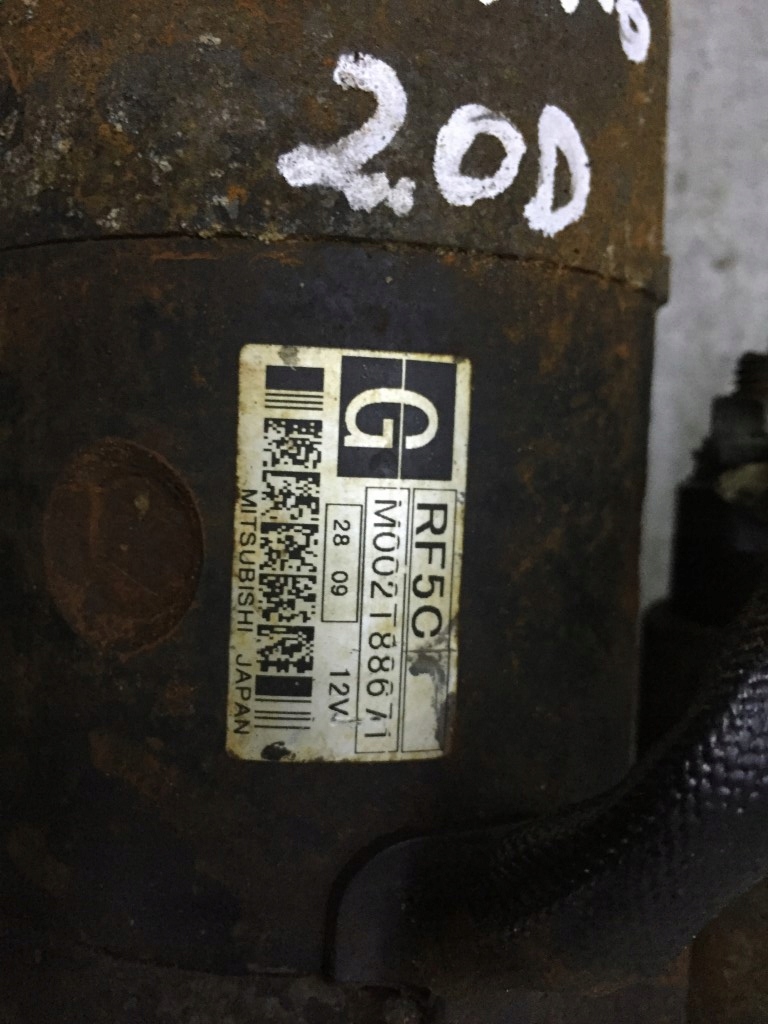 2.0D
G
RF5C
M002T88671
28 09
12V
MITSUBISHI JAPAN